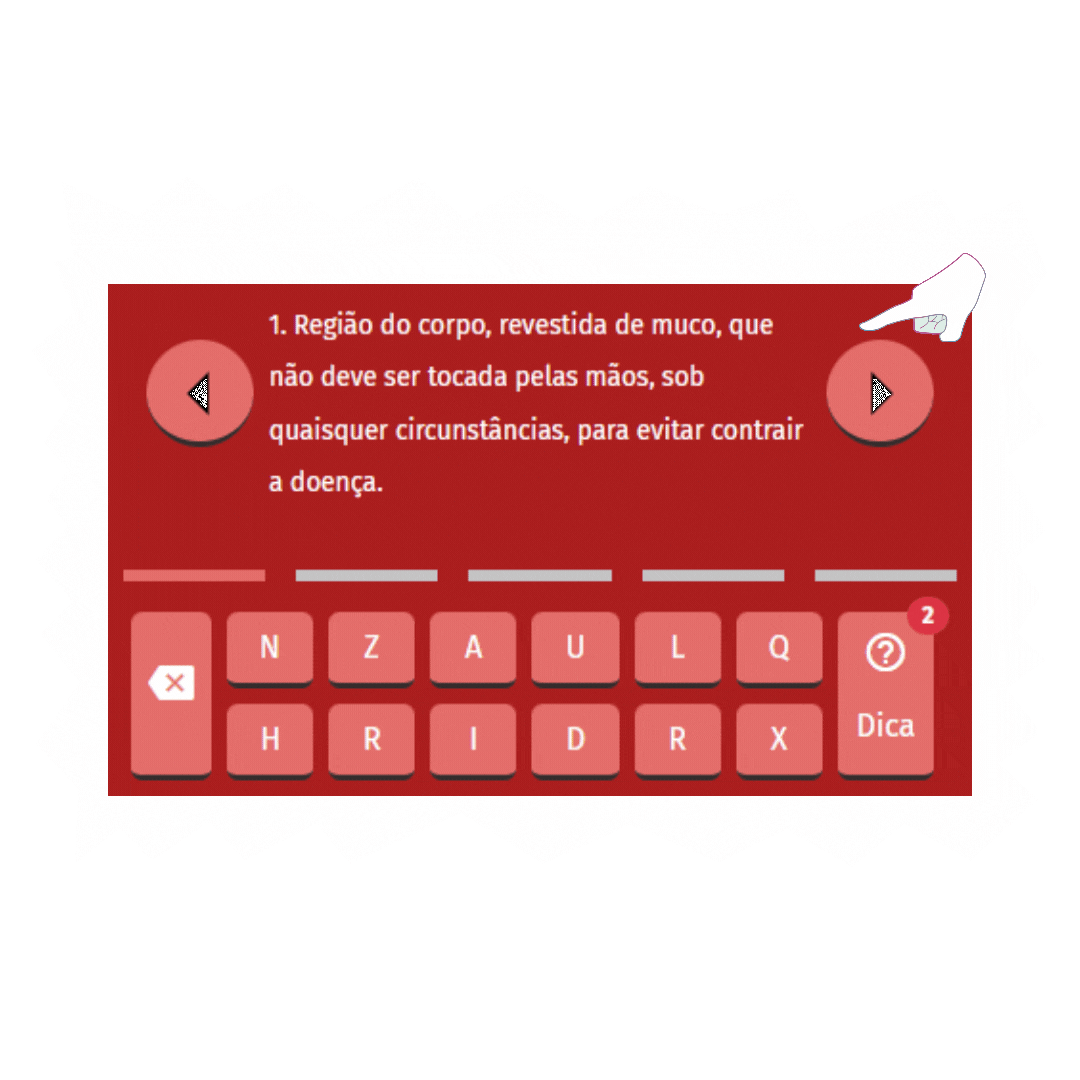 1. Região do corpo, revestida de muco, que
não deve ser tocada pelas mãos, sob
quaisquer circunstâncias, para evitar contrair
a doença.
2
N Z A U L Q
H R I D R X
Dica